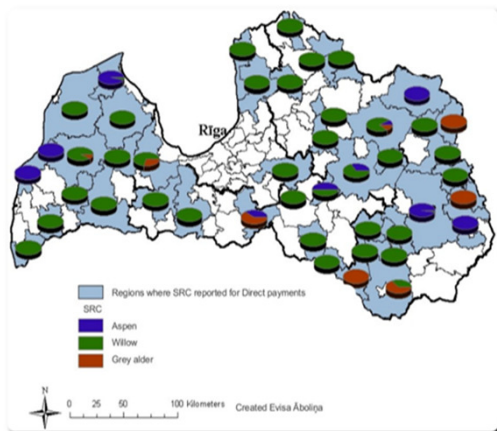 Rīga
Regions where SRC reported for Direct payments
SRC
Aspen
Willow
Grey alder
N
0 25 50 100 Kilometers
Created Evisa Āboliņa